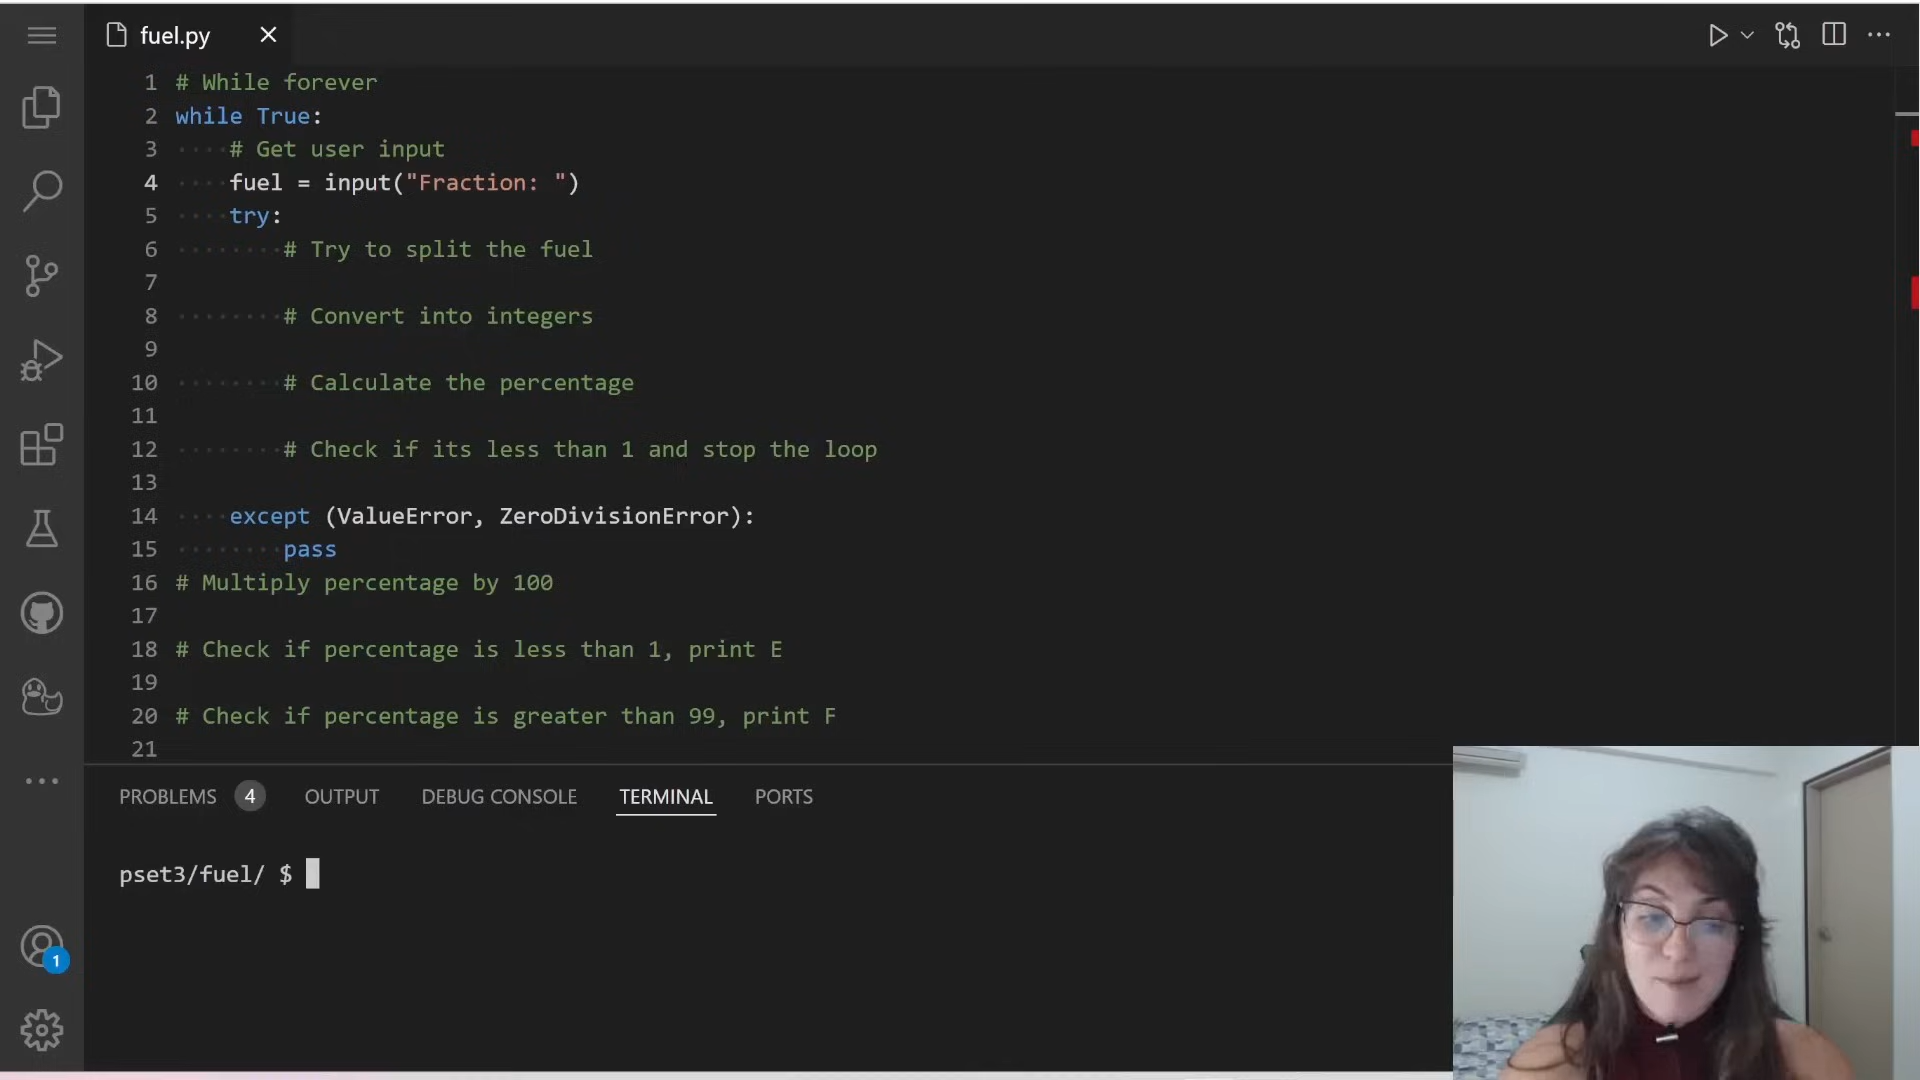 fuel.py
1 # While forever
2 while True:
3 # Get user input
4 fuel = input("Fraction: ")
5 try:
6 # Try to split the fuel
7
8 # Convert into integers
9
10 # Calculate the percentage
11
12 # Check if its less than 1 and stop the loop
13
14 except (ValueError, ZeroDivisionError):
15 pass
16 # Multiply percentage by 100
17
18 # Check if percentage is less than 1, print E
19
20 # Check if percentage is greater than 99, print F
21
PROBLEMS 4 OUTPUT DEBUG CONSOLE TERMINAL PORTS
pset3/fuel/ $
1